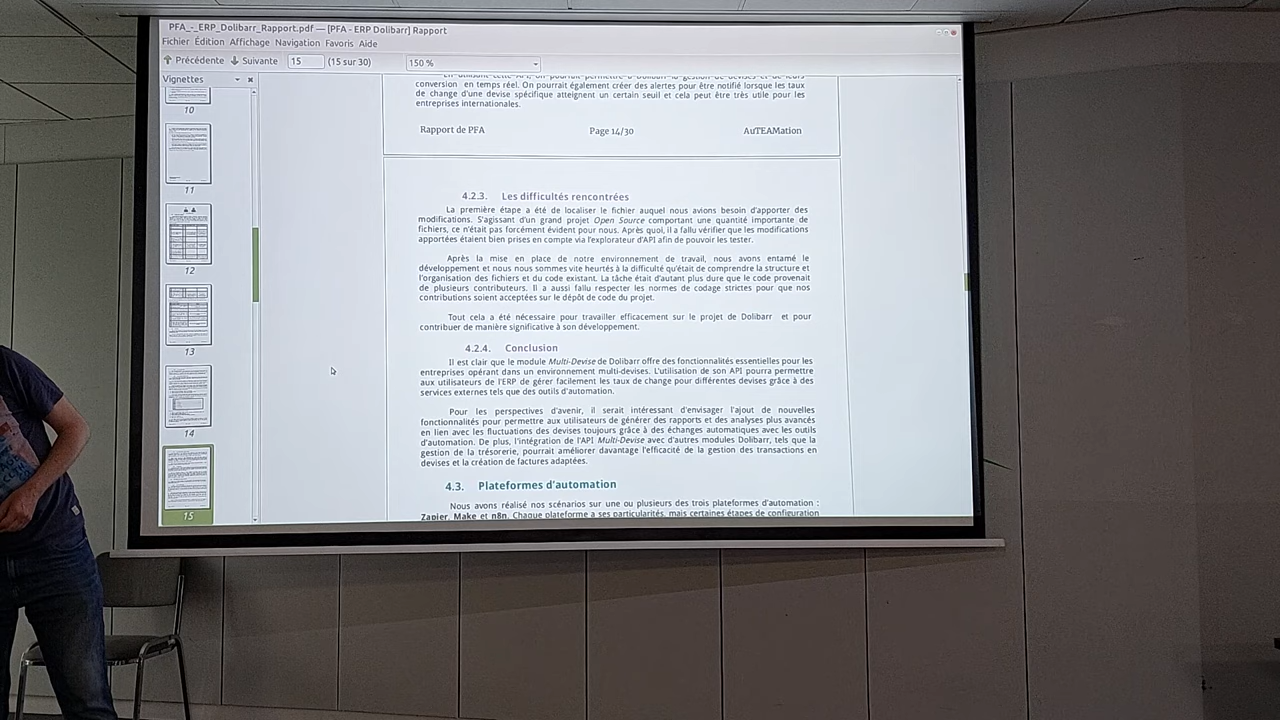 PFA_-_ERP_Dolibarr_Rapport.pdf — [PFA - ERP Dolibarr] Rapport
Fichier Édition Affichage Navigation Favoris Aide
Précédente Suivante 15 (15 sur 30) 150 %
Vignettes
10
11
12
13
14
15
conversion en temps réel. On pourrait également créer des alertes pour être notifié lorsque les taux
de change d'une devise spécifique atteignent un certain seuil et cela peut être très utile pour les
entreprises internationales.
Rapport de PFA Page 14/30 AuTEAMation
4.2.3. Les difficultés rencontrées
La première étape a été de localiser le fichier auquel nous avions besoin d'apporter des
modifications. S'agissant d'un grand projet Open Source comportant une quantité importante de
fichiers, ce n'était pas forcément évident pour nous. Après quoi, il a fallu vérifier que les modifications
apportées étaient bien prises en compte via l'explorateur d'API afin de pouvoir les tester.
Après la mise en place de notre environnement de travail, nous avons entamé le
développement et nous nous sommes vite heurtés à la difficulté qu'était de comprendre la structure et
l'organisation des fichiers et du code existant. La tâche était d'autant plus dure que le code provenait
de plusieurs contributeurs. Il a aussi fallu respecter les normes de codage strictes pour que nos
contributions soient acceptées sur le dépôt de code du projet.
Tout cela a été nécessaire pour travailler efficacement sur le projet de Dolibarr et pour
contribuer de manière significative à son développement.
4.2.4. Conclusion
Il est clair que le module Multi-Devise de Dolibarr offre des fonctionnalités essentielles pour les
entreprises opérant dans un environnement multi-devises. L'utilisation de son API pourra permettre
aux utilisateurs de l'ERP de gérer facilement les taux de change pour différentes devises grâce à des
services externes tels que des outils d'automation.
Pour les perspectives d'avenir, il serait intéressant d'envisager l'ajout de nouvelles
fonctionnalités pour permettre aux utilisateurs de générer des rapports et des analyses plus avancés
en lien avec les fluctuations des devises toujours grâce à des échanges automatiques avec les outils
d'automation. De plus, l'intégration de l'API Multi-Devise avec d'autres modules Dolibarr, tels que la
gestion de la trésorerie, pourrait améliorer davantage l'efficacité de la gestion des transactions en
devises et la création de factures adaptées.
4.3. Plateformes d'automation
Nous avons réalisé nos scénarios sur une ou plusieurs des trois plateformes d'automation :
Zapier, Make et n8n. Chaque plateforme a ses particularités, mais certaines étapes de configuration